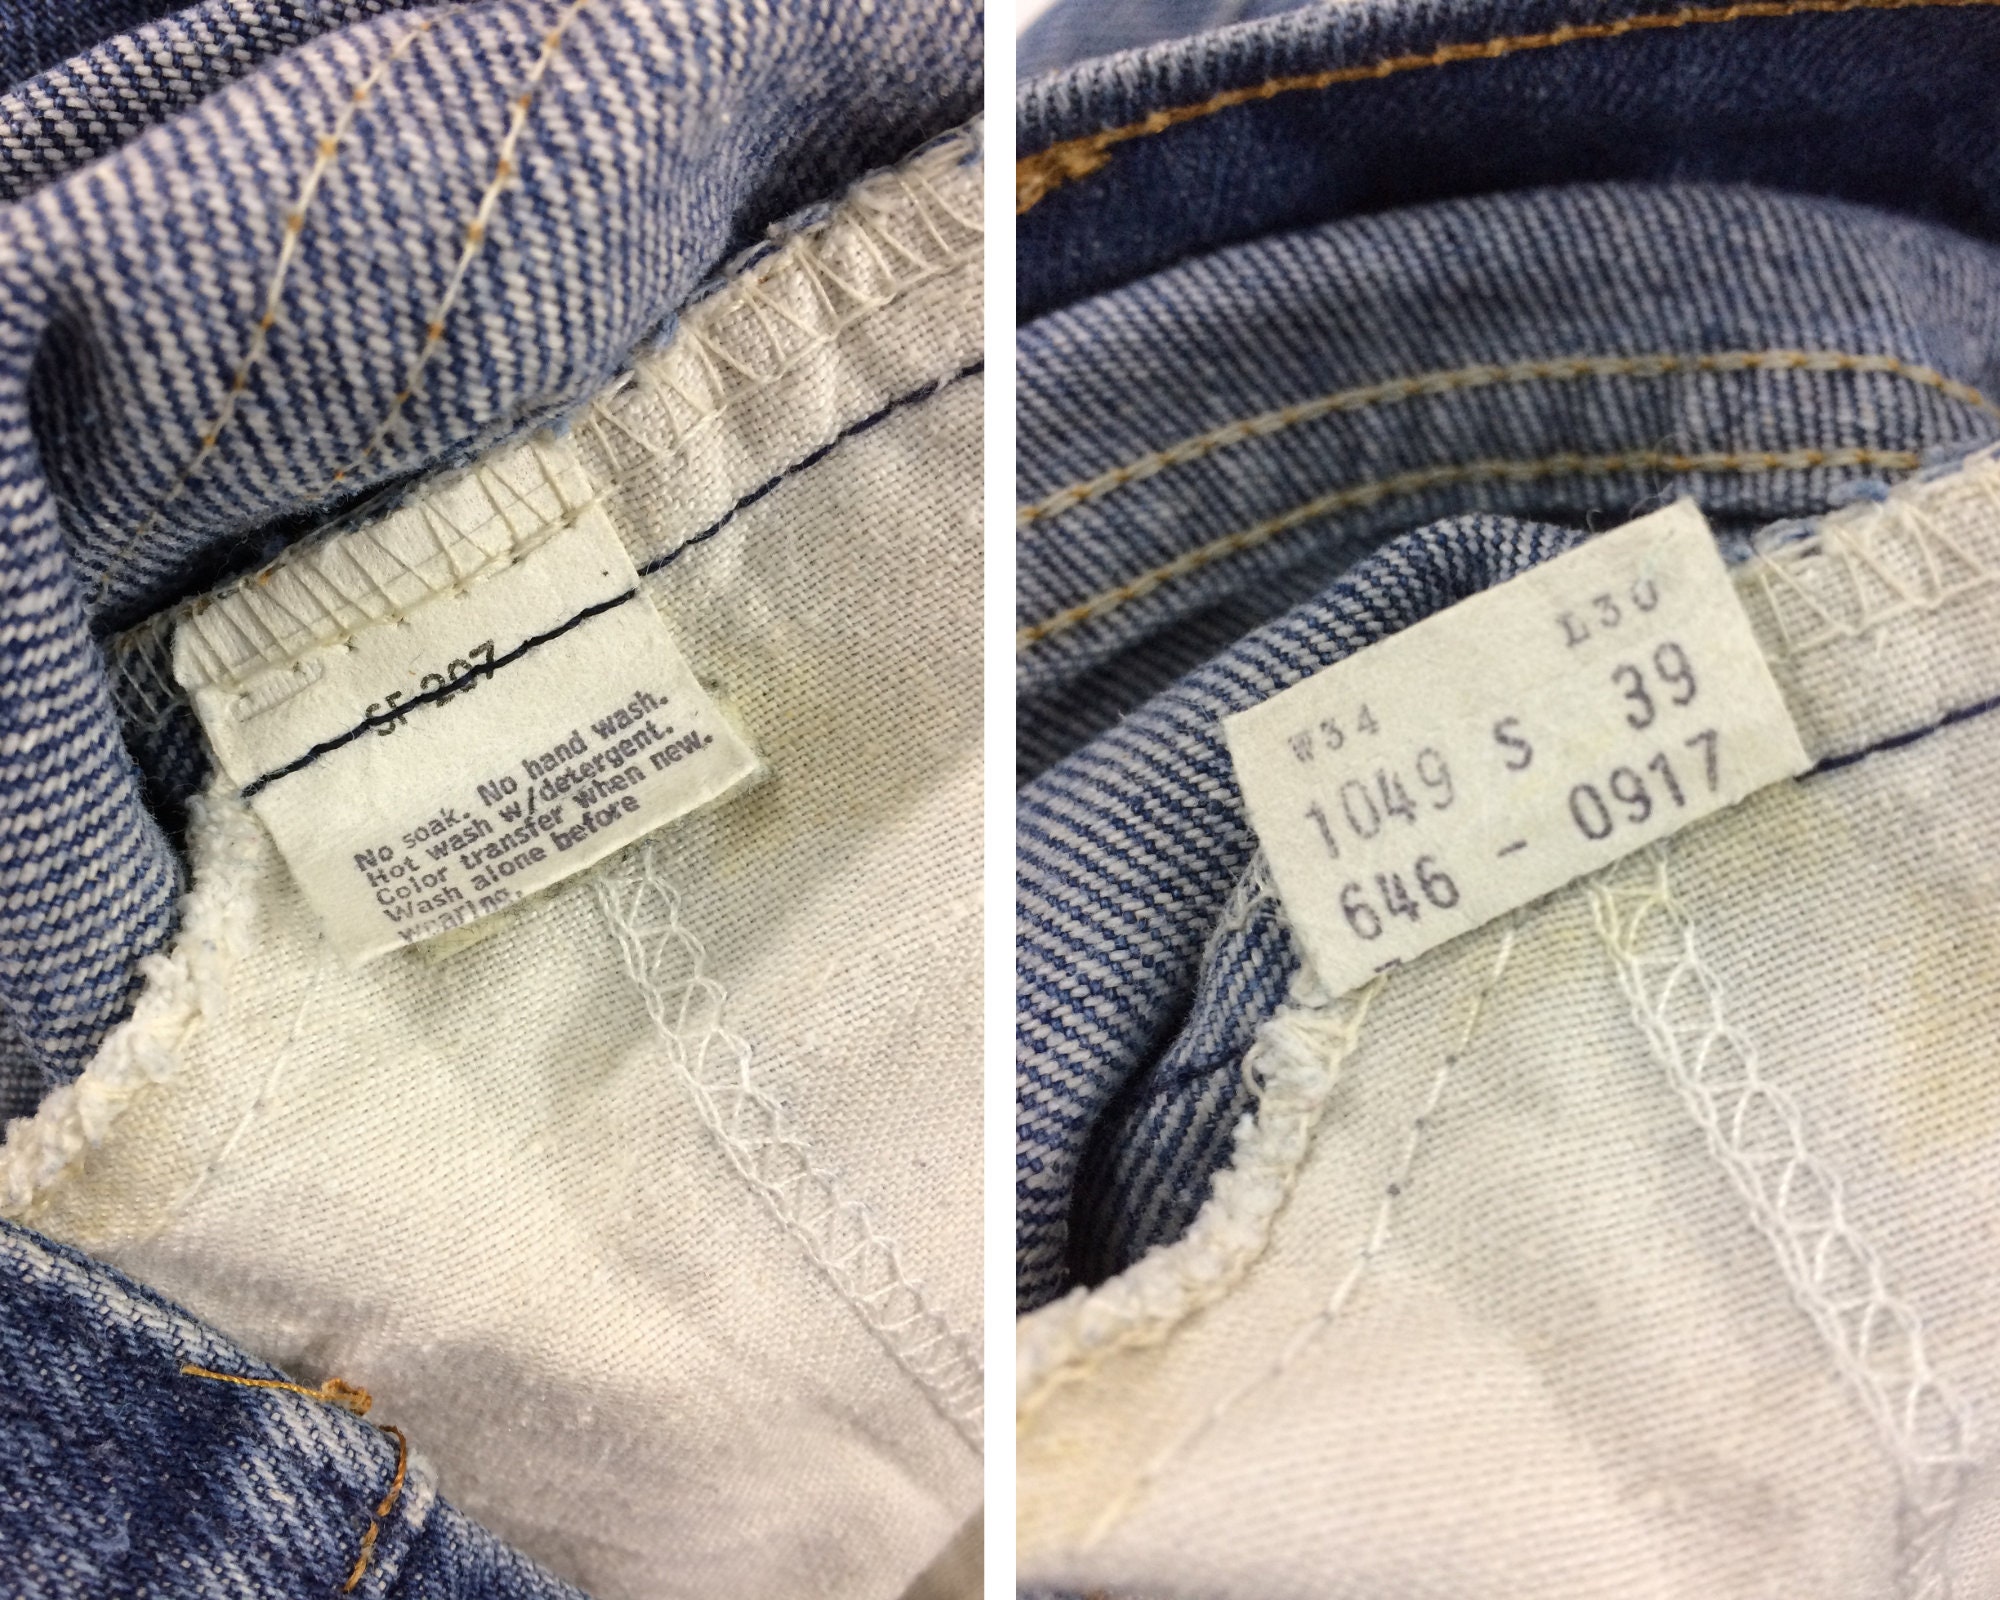 SF 207
No soak. No hand wash.
Hot wash w/detergent.
Color transfer when new.
Wash alone before
wearing.
W34 L30
1049 S 39
646 - 0917